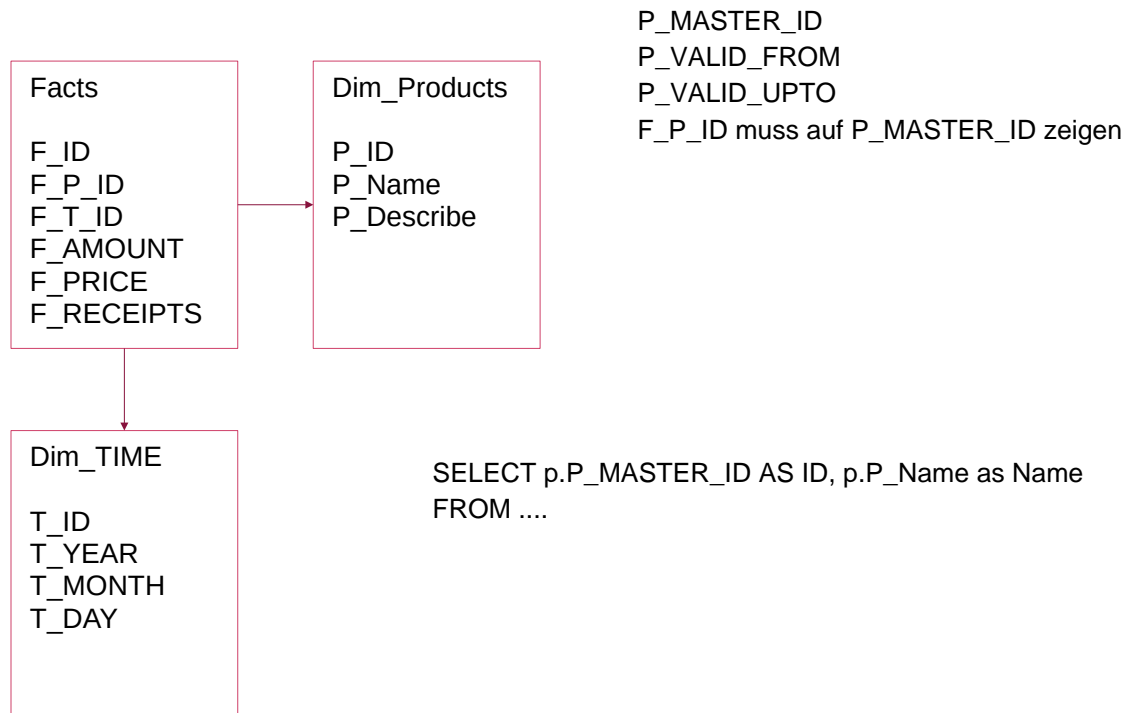 P_MASTER_ID
P_VALID_FROM
P_VALID_UPTO
F_P_ID muss auf P_MASTER_ID zeigen
Facts
F_ID
F_P_ID
F_T_ID
F_AMOUNT
F_PRICE
F_RECEIPTS
Dim_Products
P_ID
P_Name
P_Describe
Dim_TIME
T_ID
T_YEAR
T_MONTH
T_DAY
SELECT p.P_MASTER_ID AS ID, p.P_Name as Name
FROM ....